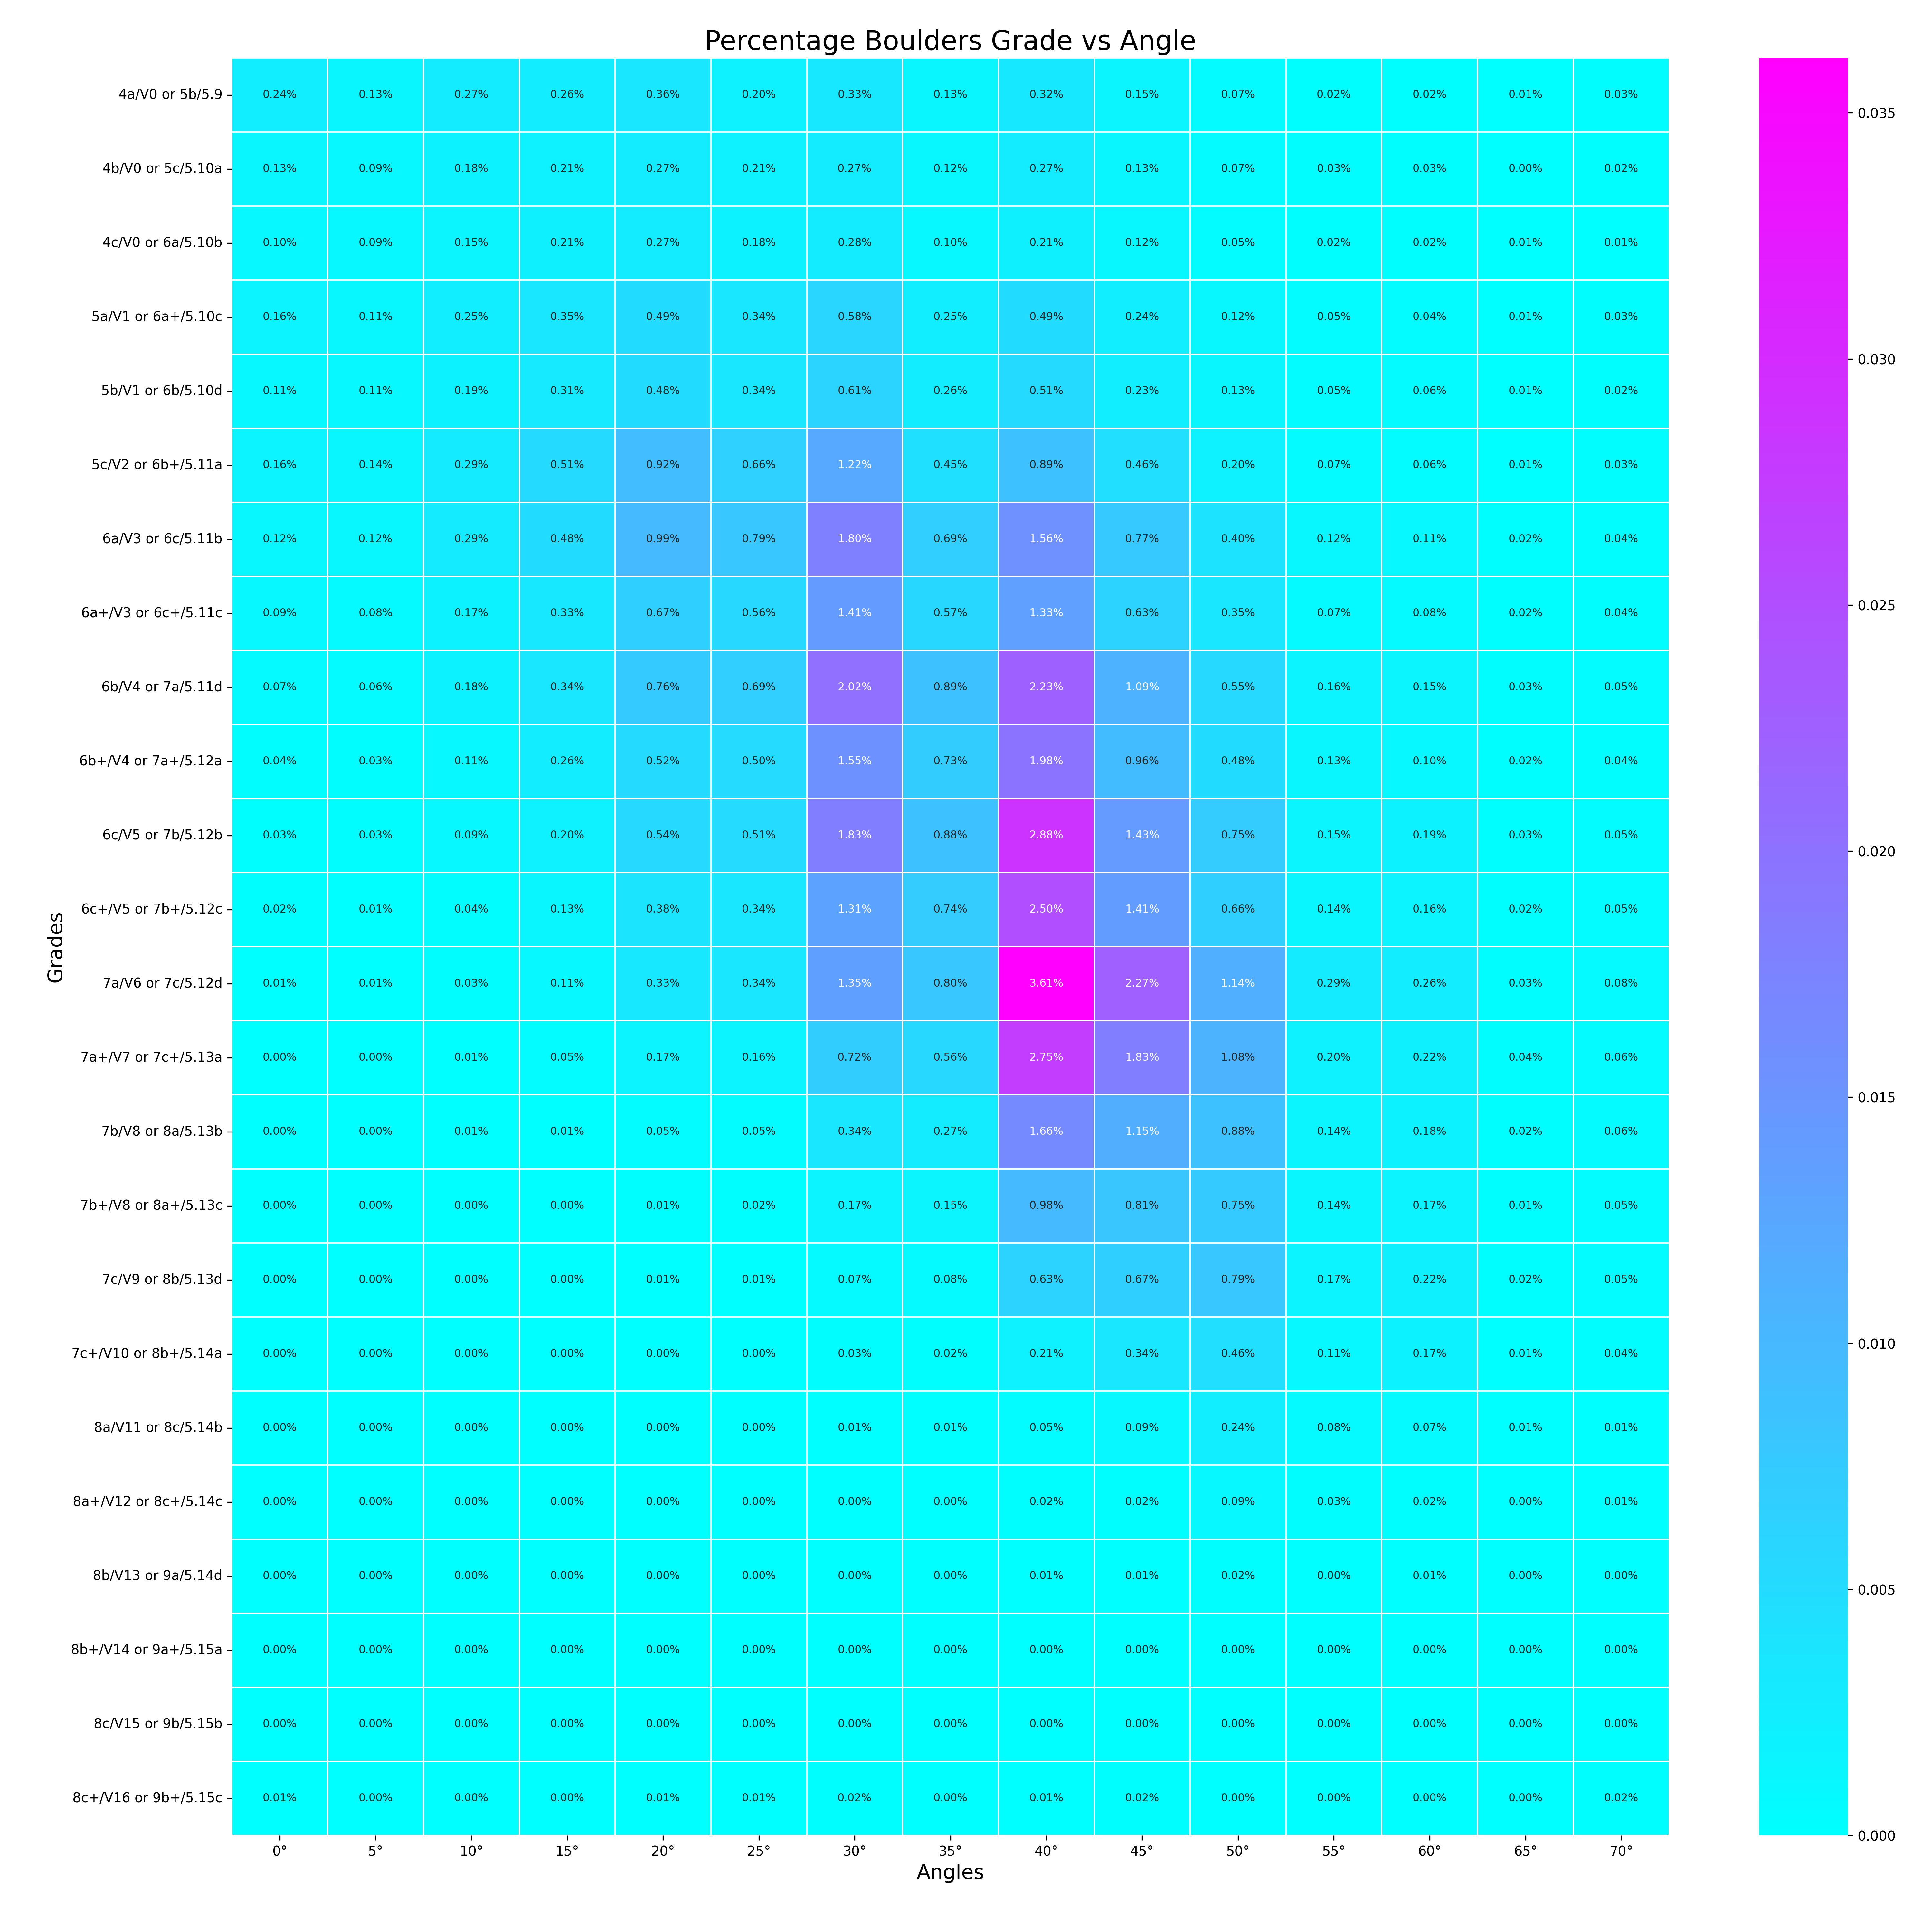 Percentage Boulders Grade vs Angle
4a/V0 or 5b/5.9 0.24% 0.13% 0.27% 0.26% 0.36% 0.20% 0.33% 0.13% 0.32% 0.15% 0.07% 0.02% 0.02% 0.01% 0.03%
4b/V0 or 5c/5.10a 0.13% 0.09% 0.18% 0.21% 0.27% 0.21% 0.27% 0.12% 0.27% 0.13% 0.07% 0.03% 0.03% 0.00% 0.02%
4c/V0 or 6a/5.10b 0.10% 0.09% 0.15% 0.21% 0.27% 0.18% 0.28% 0.10% 0.21% 0.12% 0.05% 0.02% 0.02% 0.01% 0.01%
5a/V1 or 6a+/5.10c 0.16% 0.11% 0.25% 0.35% 0.49% 0.34% 0.58% 0.25% 0.49% 0.24% 0.12% 0.05% 0.04% 0.01% 0.03%
5b/V1 or 6b/5.10d 0.11% 0.11% 0.19% 0.31% 0.48% 0.34% 0.61% 0.26% 0.51% 0.23% 0.13% 0.05% 0.06% 0.01% 0.02%
5c/V2 or 6b+/5.11a 0.16% 0.14% 0.29% 0.51% 0.92% 0.66% 1.22% 0.45% 0.89% 0.46% 0.20% 0.07% 0.06% 0.01% 0.03%
6a/V3 or 6c/5.11b 0.12% 0.12% 0.29% 0.48% 0.99% 0.79% 1.80% 0.69% 1.56% 0.77% 0.40% 0.12% 0.11% 0.02% 0.04%
6a+/V3 or 6c+/5.11c 0.09% 0.08% 0.17% 0.33% 0.67% 0.56% 1.41% 0.57% 1.33% 0.63% 0.35% 0.07% 0.08% 0.02% 0.04%
6b/V4 or 7a/5.11d 0.07% 0.06% 0.18% 0.34% 0.76% 0.69% 2.02% 0.89% 2.23% 1.09% 0.55% 0.16% 0.15% 0.03% 0.05%
6b+/V4 or 7a+/5.12a 0.04% 0.03% 0.11% 0.26% 0.52% 0.50% 1.55% 0.73% 1.98% 0.96% 0.48% 0.13% 0.10% 0.02% 0.04%
6c/V5 or 7b/5.12b 0.03% 0.03% 0.09% 0.20% 0.54% 0.51% 1.83% 0.88% 2.88% 1.43% 0.75% 0.15% 0.19% 0.03% 0.05%
6c+/V5 or 7b+/5.12c 0.02% 0.01% 0.04% 0.13% 0.38% 0.34% 1.31% 0.74% 2.50% 1.41% 0.66% 0.14% 0.16% 0.02% 0.05%
7a/V6 or 7c/5.12d 0.01% 0.01% 0.03% 0.11% 0.33% 0.34% 1.35% 0.80% 3.61% 2.27% 1.14% 0.29% 0.26% 0.03% 0.08%
7a+/V7 or 7c+/5.13a 0.00% 0.00% 0.01% 0.05% 0.17% 0.16% 0.72% 0.56% 2.75% 1.83% 1.08% 0.20% 0.22% 0.04% 0.06%
7b/V8 or 8a/5.13b 0.00% 0.00% 0.01% 0.01% 0.05% 0.05% 0.34% 0.27% 1.66% 1.15% 0.88% 0.14% 0.18% 0.02% 0.06%
7b+/V8 or 8a+/5.13c 0.00% 0.00% 0.00% 0.00% 0.01% 0.02% 0.17% 0.15% 0.98% 0.81% 0.75% 0.14% 0.17% 0.01% 0.05%
7c/V9 or 8b/5.13d 0.00% 0.00% 0.00% 0.00% 0.01% 0.01% 0.07% 0.08% 0.63% 0.67% 0.79% 0.17% 0.22% 0.02% 0.05%
7c+/V10 or 8b+/5.14a 0.00% 0.00% 0.00% 0.00% 0.00% 0.00% 0.03% 0.02% 0.21% 0.34% 0.46% 0.11% 0.17% 0.01% 0.04%
8a/V11 or 8c/5.14b 0.00% 0.00% 0.00% 0.00% 0.00% 0.00% 0.01% 0.01% 0.05% 0.09% 0.24% 0.08% 0.07% 0.01% 0.01%
8a+/V12 or 8c+/5.14c 0.00% 0.00% 0.00% 0.00% 0.00% 0.00% 0.00% 0.00% 0.02% 0.02% 0.09% 0.03% 0.02% 0.00% 0.01%
8b/V13 or 9a/5.14d 0.00% 0.00% 0.00% 0.00% 0.00% 0.00% 0.00% 0.00% 0.01% 0.01% 0.02% 0.00% 0.01% 0.00% 0.00%
8b+/V14 or 9a+/5.15a 0.00% 0.00% 0.00% 0.00% 0.00% 0.00% 0.00% 0.00% 0.00% 0.00% 0.00% 0.00% 0.00% 0.00% 0.00%
8c/V15 or 9b/5.15b 0.00% 0.00% 0.00% 0.00% 0.00% 0.00% 0.00% 0.00% 0.00% 0.00% 0.00% 0.00% 0.00% 0.00% 0.00%
8c+/V16 or 9b+/5.15c 0.01% 0.00% 0.00% 0.00% 0.01% 0.01% 0.02% 0.00% 0.01% 0.02% 0.00% 0.00% 0.00% 0.00% 0.02%
0° 5° 10° 15° 20° 25° 30° 35° 40° 45° 50° 55° 60° 65° 70°
Angles
Grades
0.035
0.030
0.025
0.020
0.015
0.010
0.005
0.000